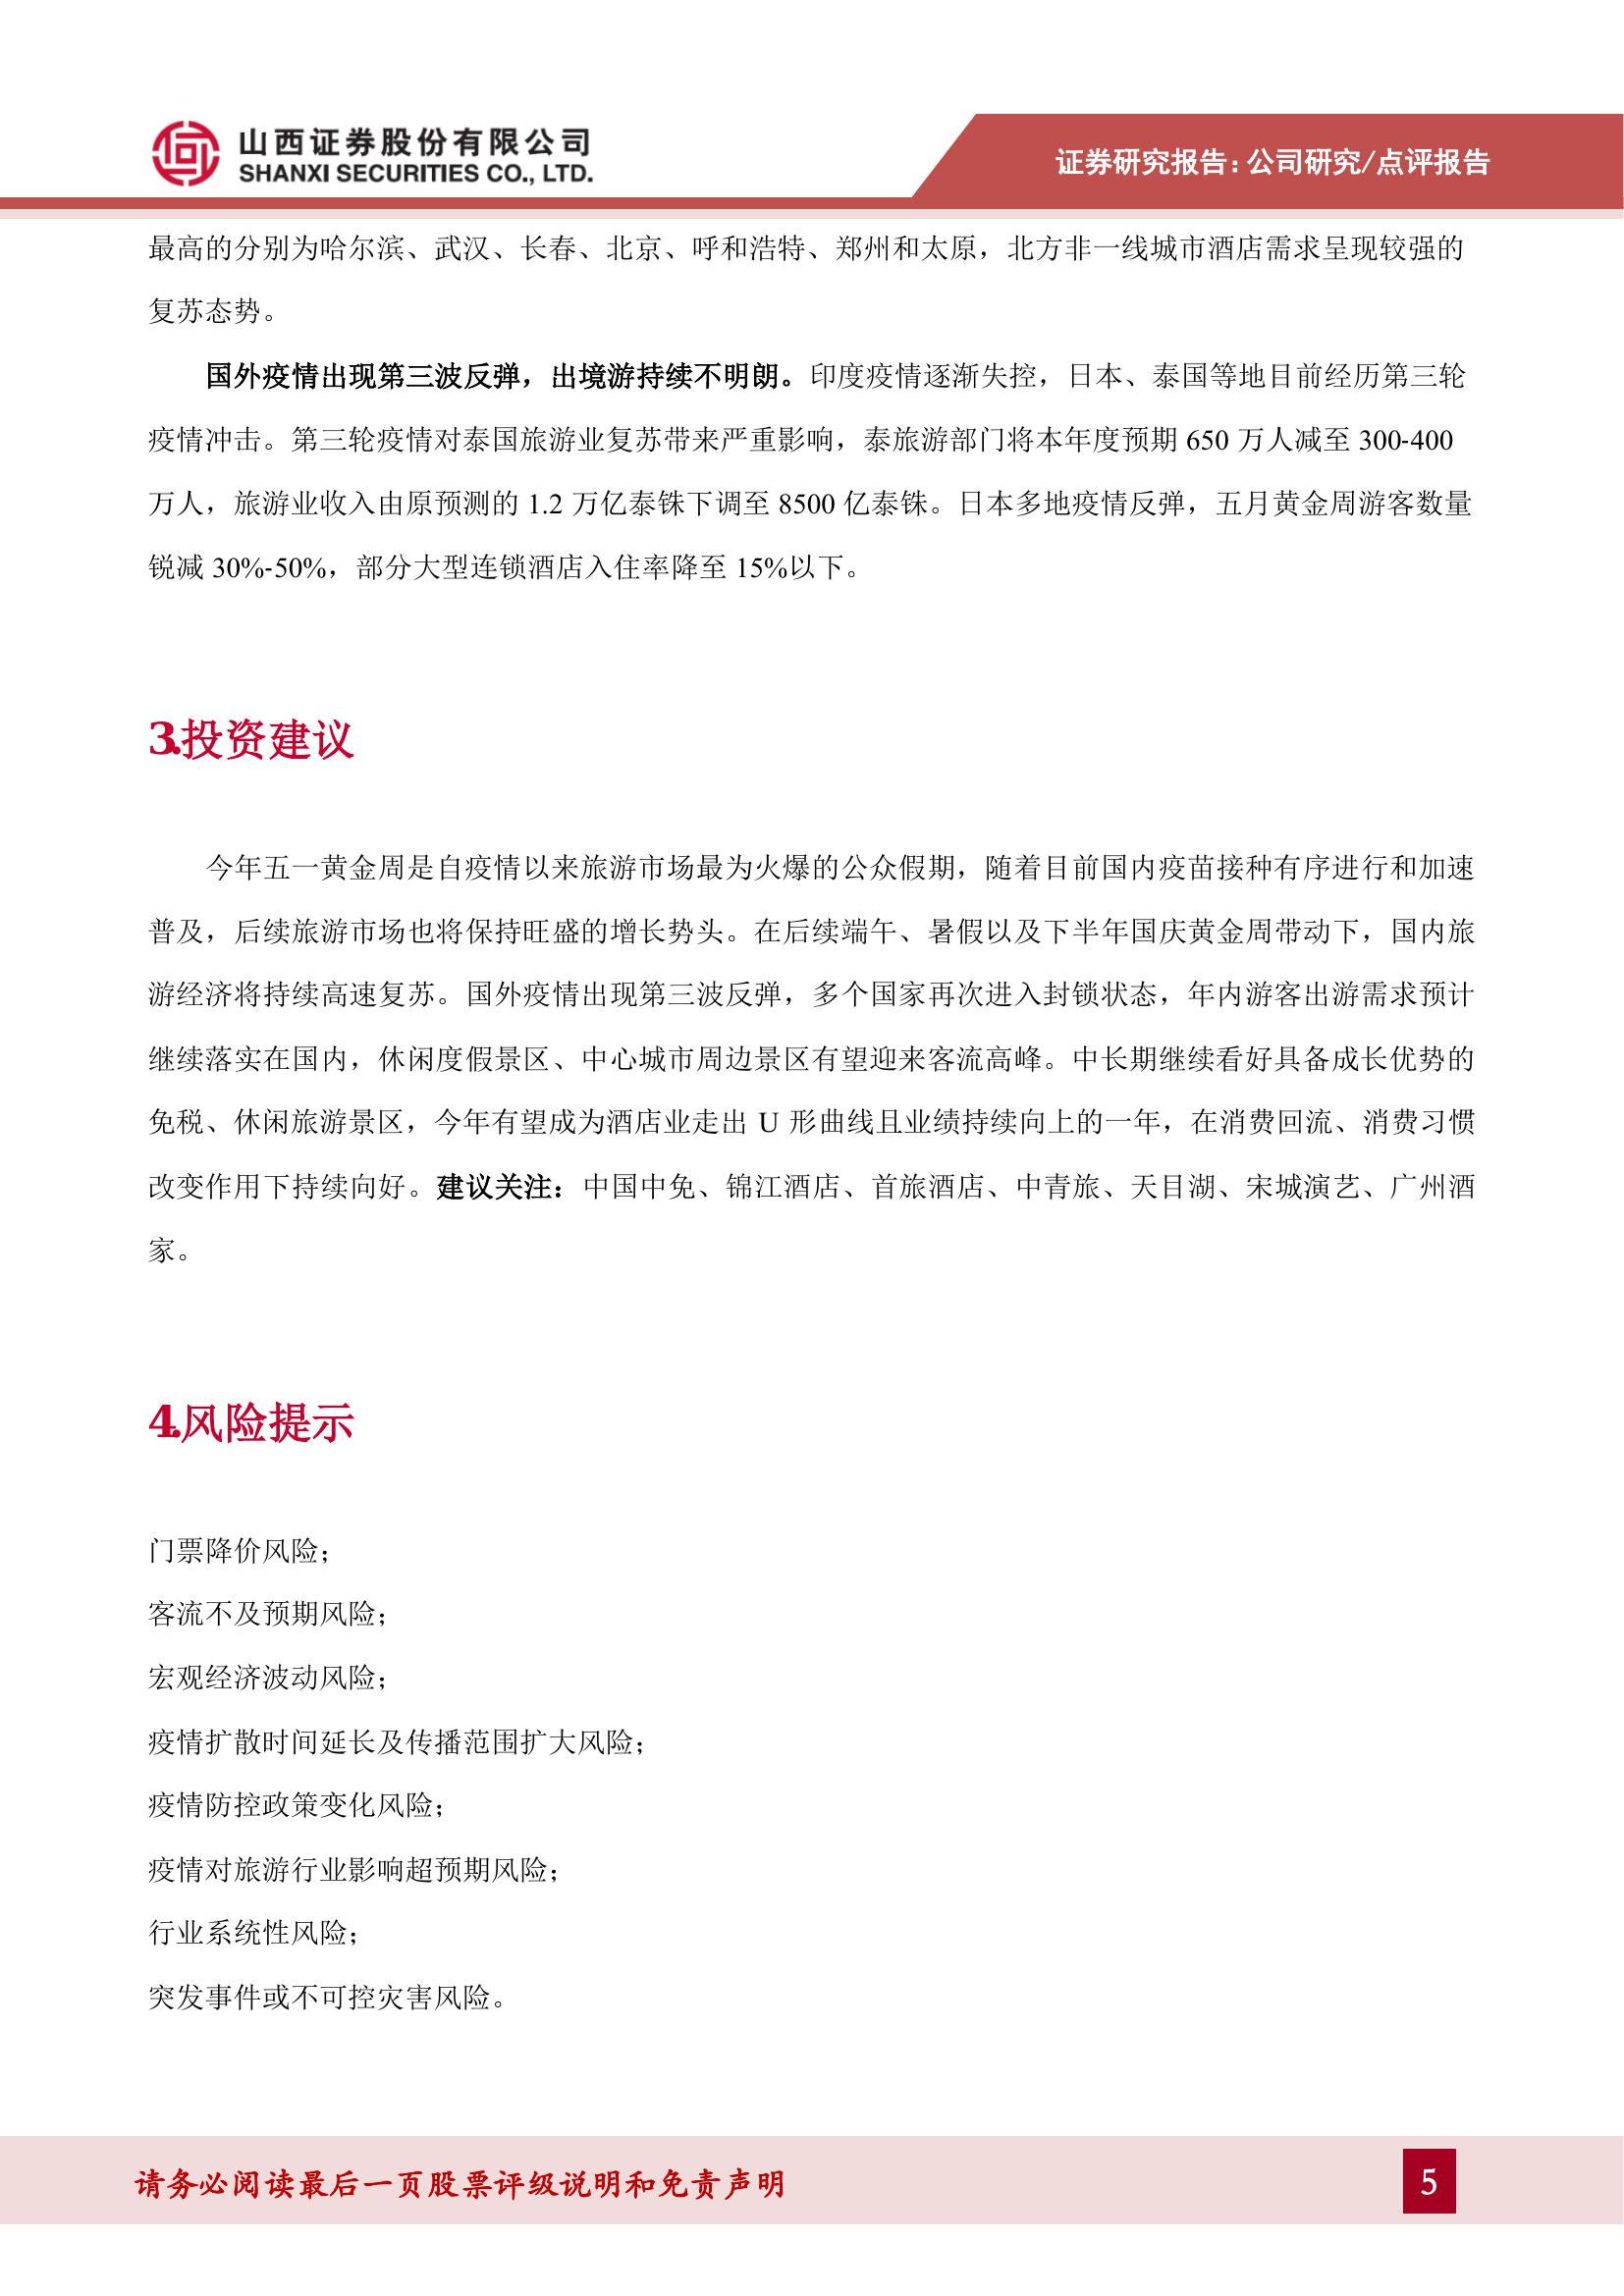 山西证券股份有限公司
SHANXI SECURITIES CO., LTD.
证券研究报告：公司研究/点评报告
最高的分别为哈尔滨、武汉、长春、北京、呼和浩特、郑州和太原，北方非一线城市酒店需求呈现较强的
复苏态势。
国外疫情出现第三波反弹，出境游持续不明朗。印度疫情逐渐失控，日本、泰国等地目前经历第三轮
疫情冲击。第三轮疫情对泰国旅游业复苏带来严重影响，泰旅游部门将本年度预期 650 万人减至 300-400
万人，旅游业收入由原预测的 1.2 万亿泰铢下调至 8500 亿泰铢。日本多地疫情反弹，五月黄金周游客数量
锐减 30%-50%，部分大型连锁酒店入住率降至 15%以下。
3.投资建议
今年五一黄金周是自疫情以来旅游市场最为火爆的公众假期，随着目前国内疫苗接种有序进行和加速
普及，后续旅游市场也将保持旺盛的增长势头。在后续端午、暑假以及下半年国庆黄金周带动下，国内旅
游经济将持续高速复苏。国外疫情出现第三波反弹，多个国家再次进入封锁状态，年内游客出游需求预计
继续落实在国内，休闲度假景区、中心城市周边景区有望迎来客流高峰。中长期继续看好具备成长优势的
免税、休闲旅游景区，今年有望成为酒店业走出 U 形曲线且业绩持续向上的一年，在消费回流、消费习惯
改变作用下持续向好。建议关注：中国中免、锦江酒店、首旅酒店、中青旅、天目湖、宋城演艺、广州酒
家。
4.风险提示
门票降价风险；
客流不及预期风险；
宏观经济波动风险；
疫情扩散时间延长及传播范围扩大风险；
疫情防控政策变化风险；
疫情对旅游行业影响超预期风险；
行业系统性风险；
突发事件或不可控灾害风险。
请务必阅读最后一页股票评级说明和免责声明
5